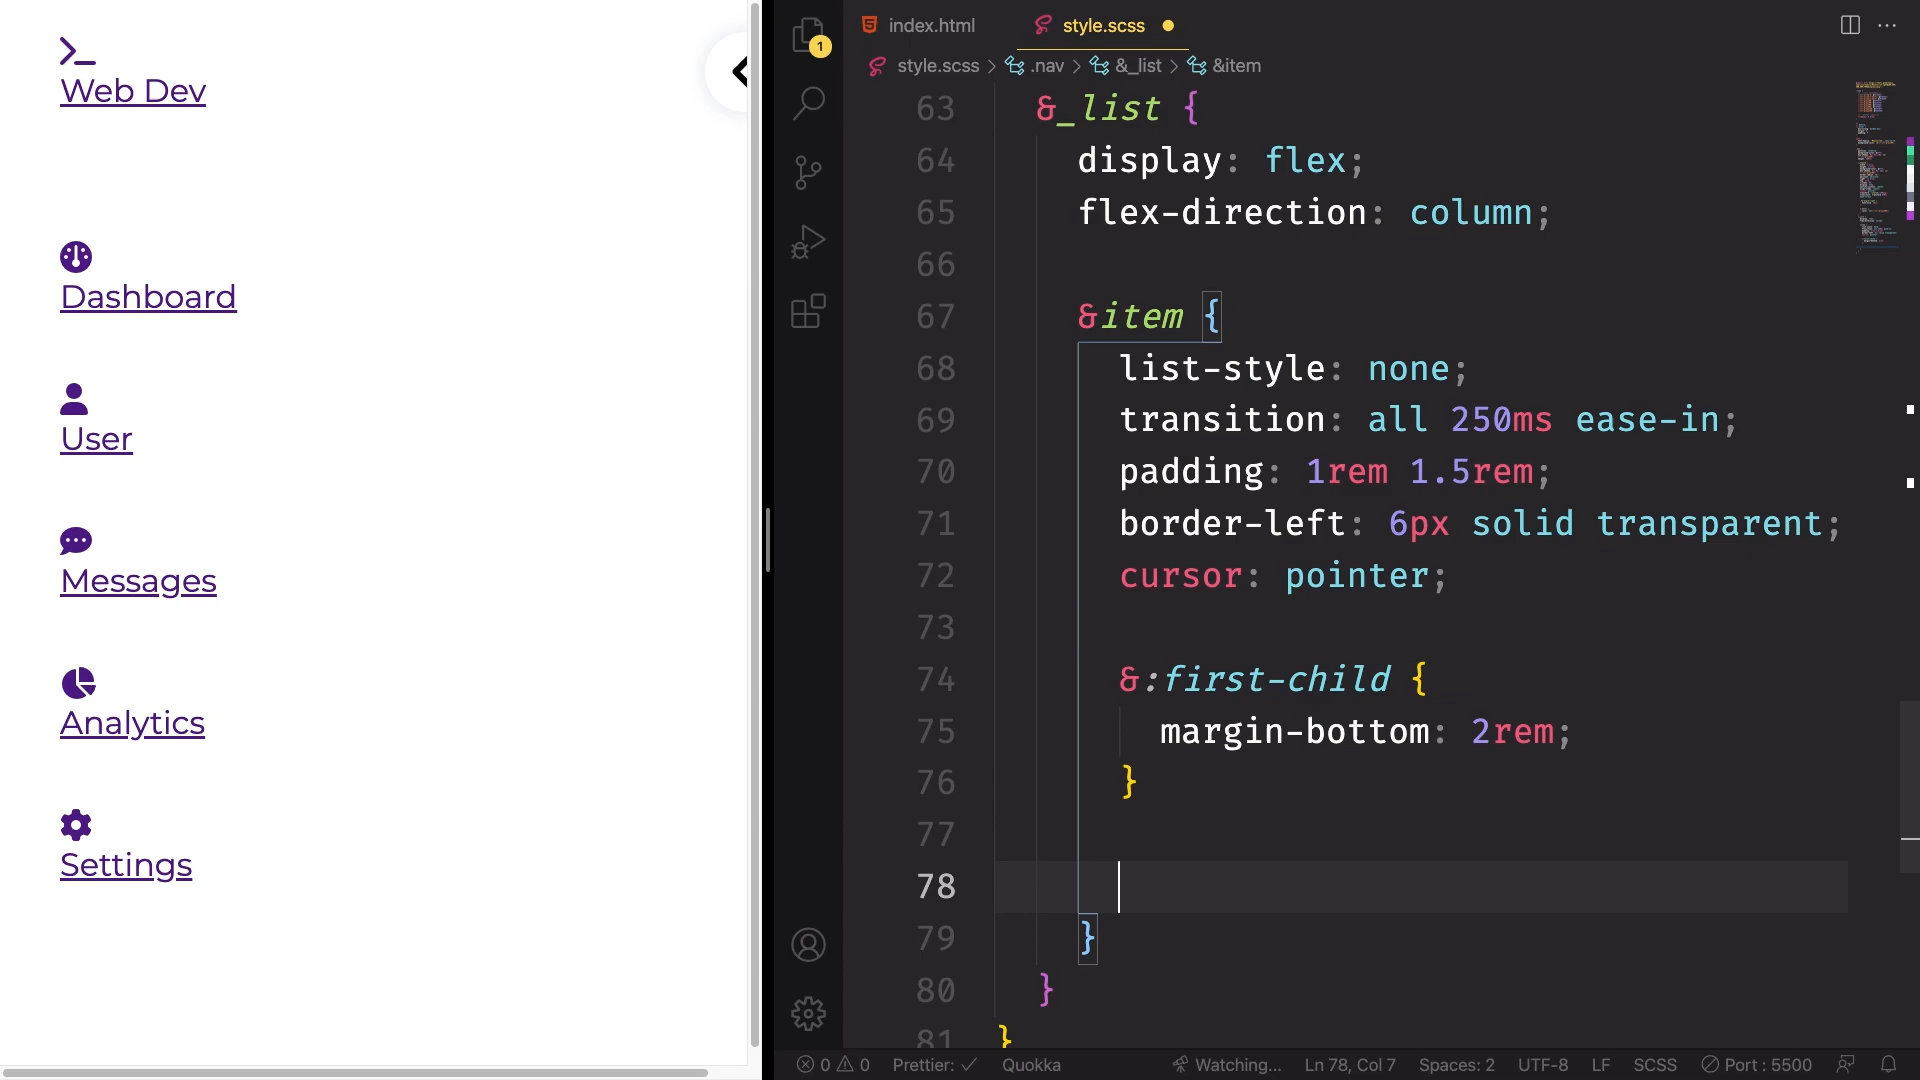 Web Dev
Dashboard
User
Messages
Analytics
Settings
1
index.html
style.scss
style.scss > .nav > &_list > &item
63 &_list {
64 display: flex;
65 flex-direction: column;
66
67 &item {
68 list-style: none;
69 transition: all 250ms ease-in;
70 padding: 1rem 1.5rem;
71 border-left: 6px solid transparent;
72 cursor: pointer;
73
74 &:first-child {
75 margin-bottom: 2rem;
76 }
77
78
79 }
80 }
81 }
0 0 Prettier: ✓ Quokka Watching... Ln 78, Col 7 Spaces: 2 UTF-8 LF SCSS Port : 5500